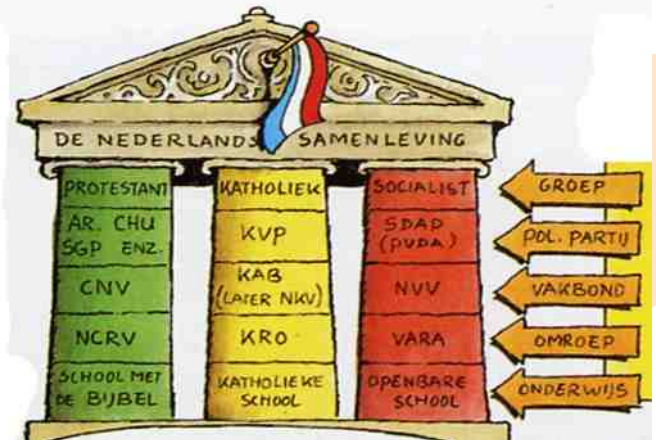 DE NEDERLANDS SAMENLEVING
PROTESTANT KATHOLIEK SOCIALIST GROEP
AR. CHU
SGP ENZ.
KVP
SDAP
(PVDA)
POL. PARTIJ
CNV
KAB
(LATER NKV)
NVV
VAKBOND
NCRV KRO VARA OMROEP
SCHOOL MET
DE BIJBEL
KATHOLIEKE
SCHOOL
OPENBARE
SCHOOL
ONDERWIJS